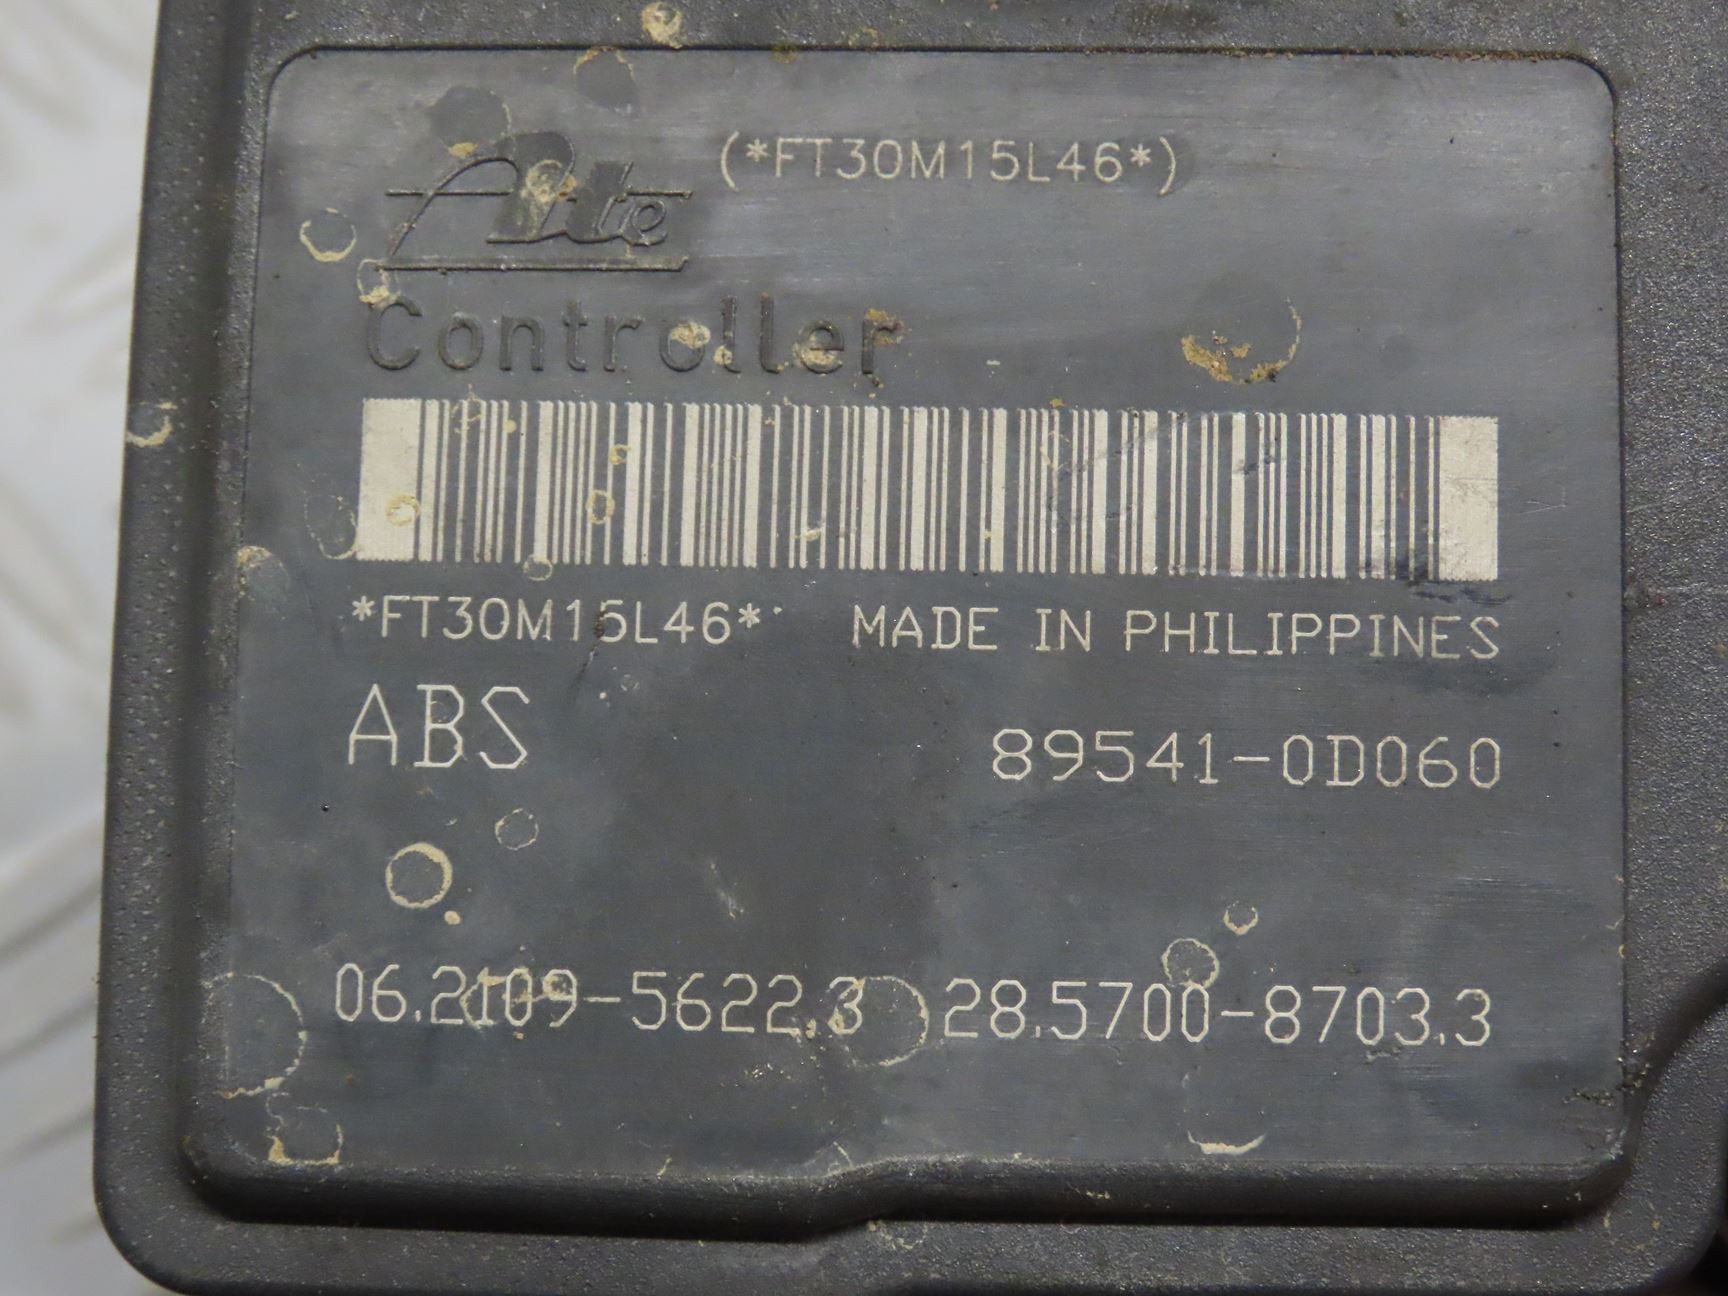 Ate (*FT30M15L46*)
Controller
*FT30M15L46* MADE IN PHILIPPINES
ABS 89541-0D060
06.2109-5622.3 28.5700-8703.3